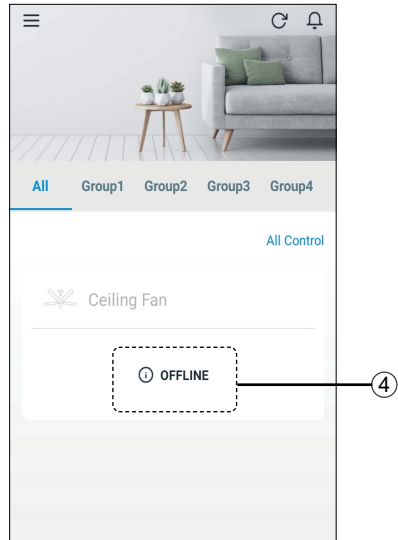 All Group1 Group2 Group3 Group4
All Control
Ceiling Fan
OFFLINE
4